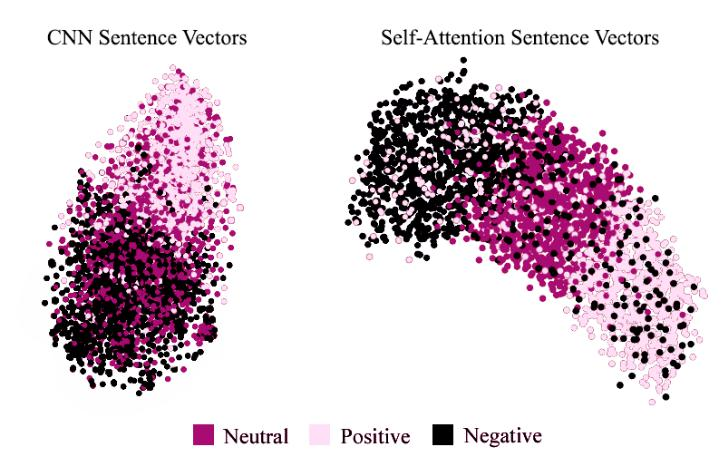 CNN Sentence Vectors
Self-Attention Sentence Vectors
Neutral Positive Negative